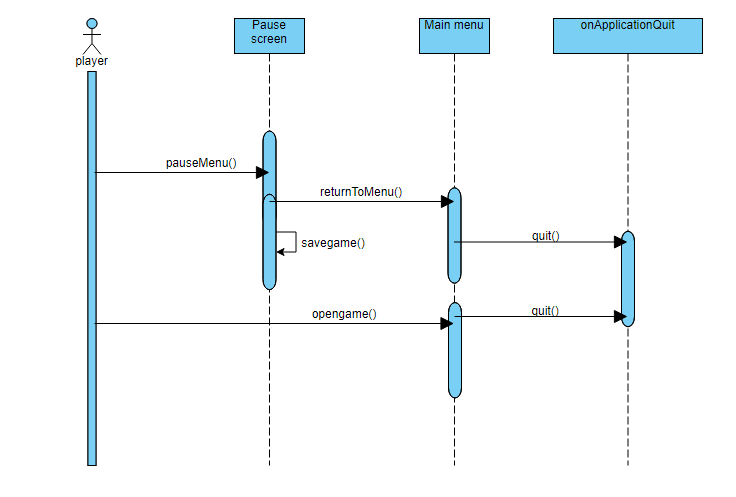 Pause
screen
Main menu
onApplicationQuit
player
pauseMenu()
returnToMenu()
quit()
savegame()
opengame()
quit()